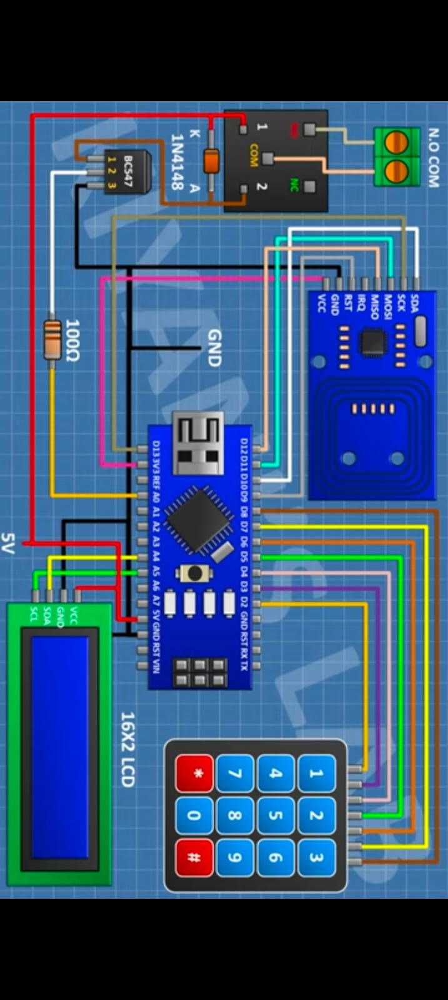 N.O COM
NC
1
COM
2
K
1N4148
A
BC547
1
2
3
100Ω
GND
SDA
SCK
MOSI
MISO
IRQ
RST
GND
VCC
D12 D11 D10 D9 D8 D7 D6 D5 D4 D3 D2 GND RST RX TX
D13 3V3 REF A0 A1 A2 A3 A4 A5 A6 A7 5V GND RST VIN
5V
VCC
GND
SDA
SCL
16X2 LCD
1 2 3
4 5 6
7 8 9
* 0 #
LAB